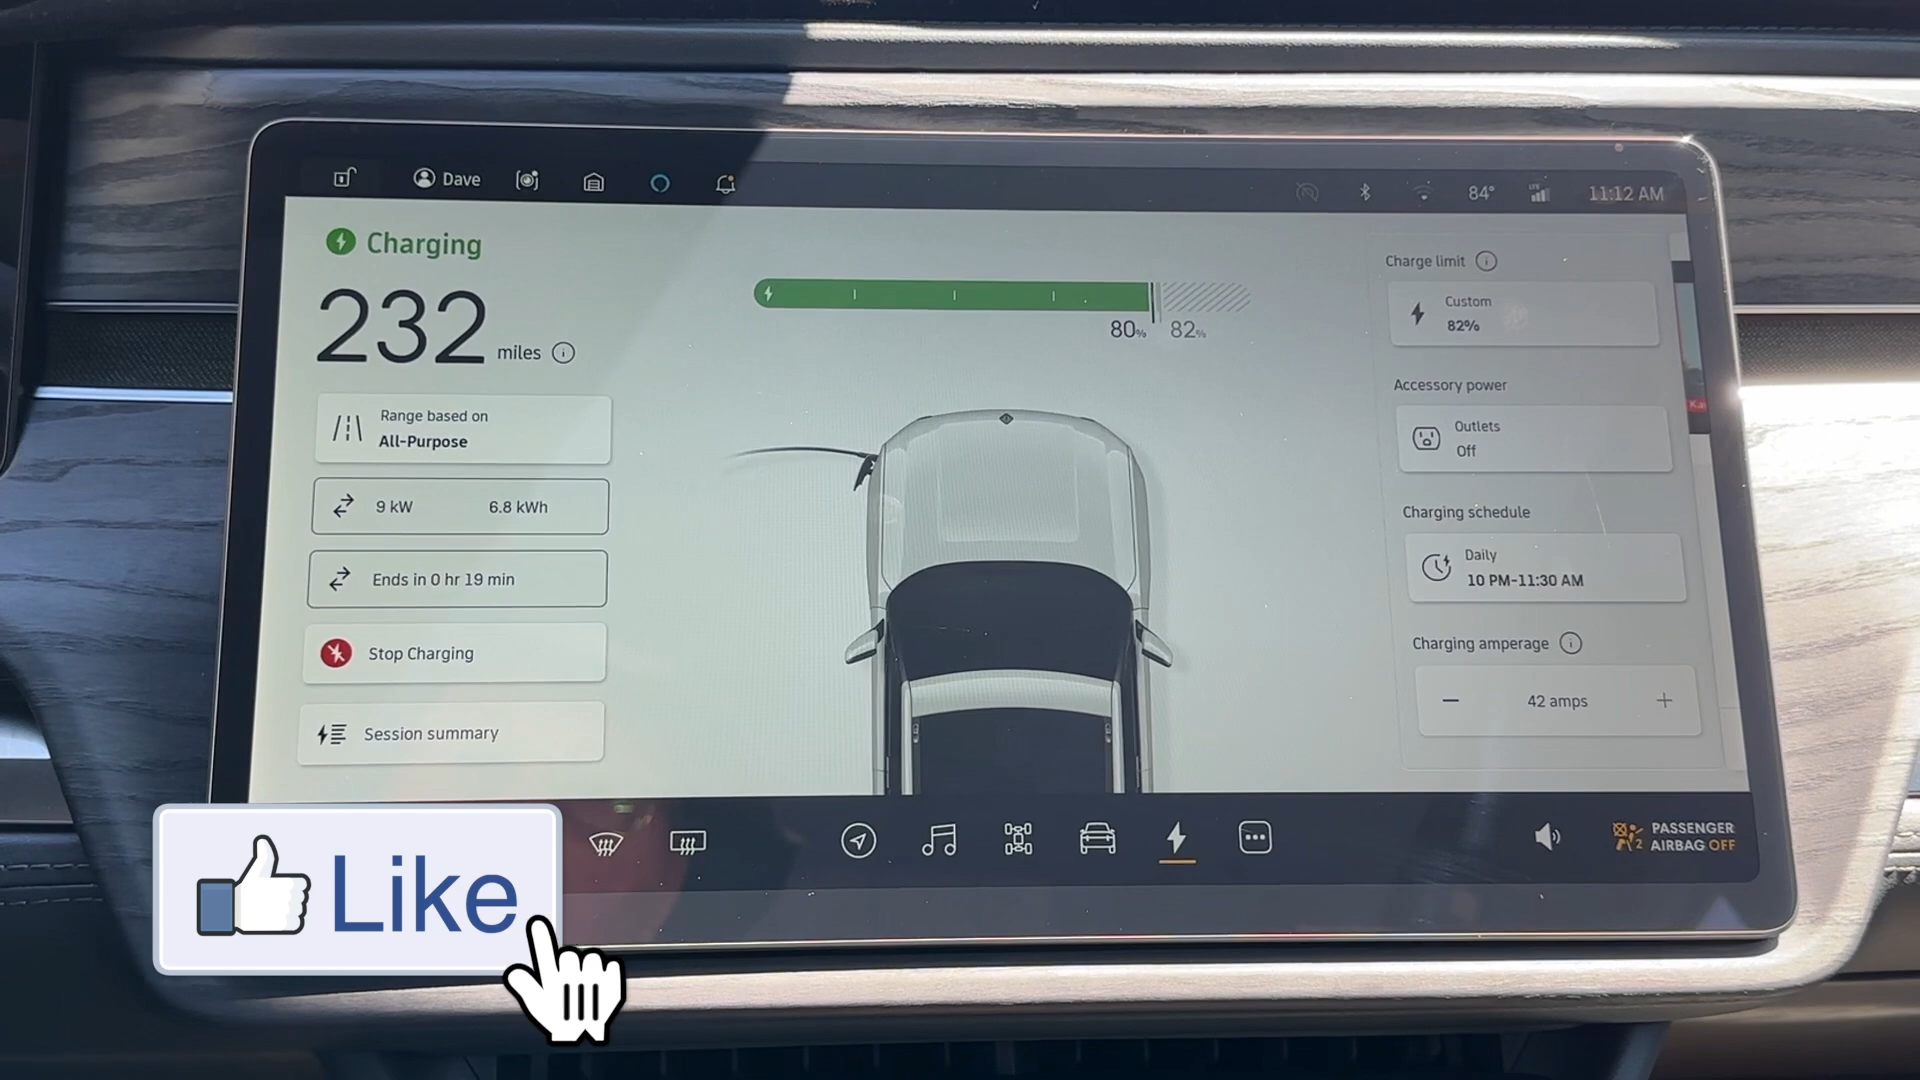 Dave
84°
LTE
11:12 AM
Charging
232 miles
Range based on
All-Purpose
9 kW 6.8 kWh
Ends in 0 hr 19 min
Stop Charging
Session summary
80% 82%
Charge limit
Custom
82%
Accessory power
Outlets
Off
Charging schedule
Daily
10 PM-11:30 AM
Charging amperage
42 amps
PASSENGER
AIRBAG OFF
2
Like